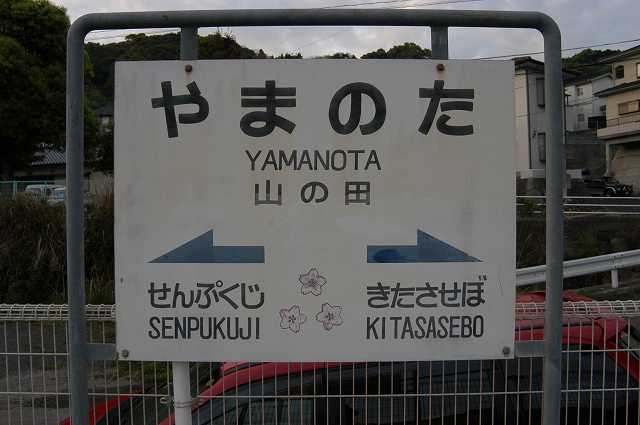 やまのた
YAMANOTA
山の田
せんぷくじ
SENPUKUJI
きたさせぼ
KITASASEBO